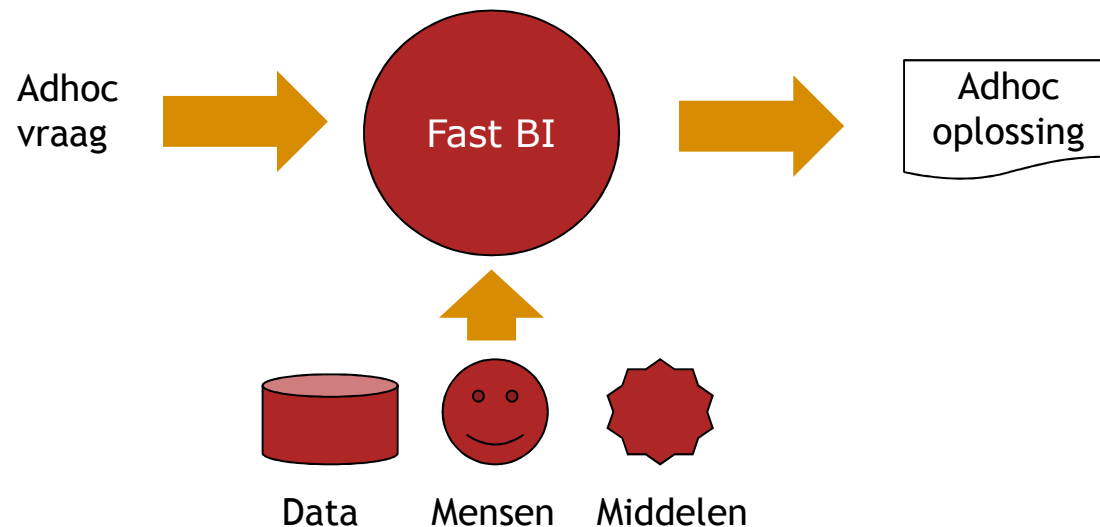 Adhoc
vraag
Fast BI
Adhoc
oplossing
Data
Mensen
Middelen